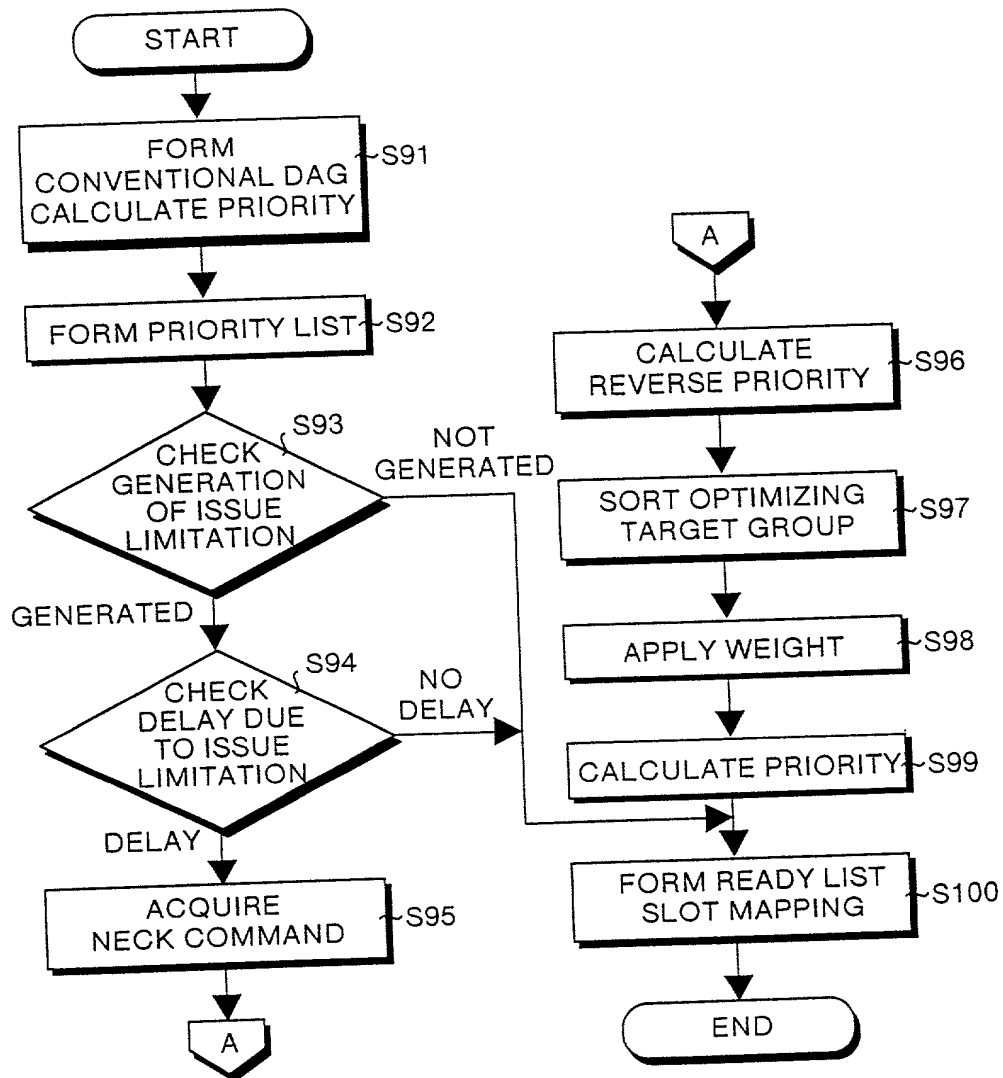 START
FORM
CONVENTIONAL DAG
CALCULATE PRIORITY
S91
FORM PRIORITY LIST
S92
S93
CHECK
GENERATION
OF ISSUE
LIMITATION
NOT
GENERATED
GENERATED
S94
CHECK
DELAY DUE
TO ISSUE
LIMITATION
NO
DELAY
DELAY
ACQUIRE
NECK COMMAND
S95
A
A
CALCULATE
REVERSE PRIORITY
S96
SORT OPTIMIZING
TARGET GROUP
S97
APPLY WEIGHT
S98
CALCULATE PRIORITY
S99
FORM READY LIST
SLOT MAPPING
S100
END